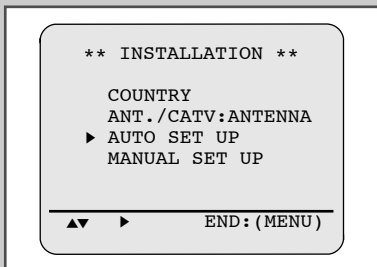 ** INSTALLATION **
COUNTRY
ANT./CATV:ANTENNA
▶ AUTO SET UP
MANUAL SET UP
▲▼ ▶ END:(MENU)